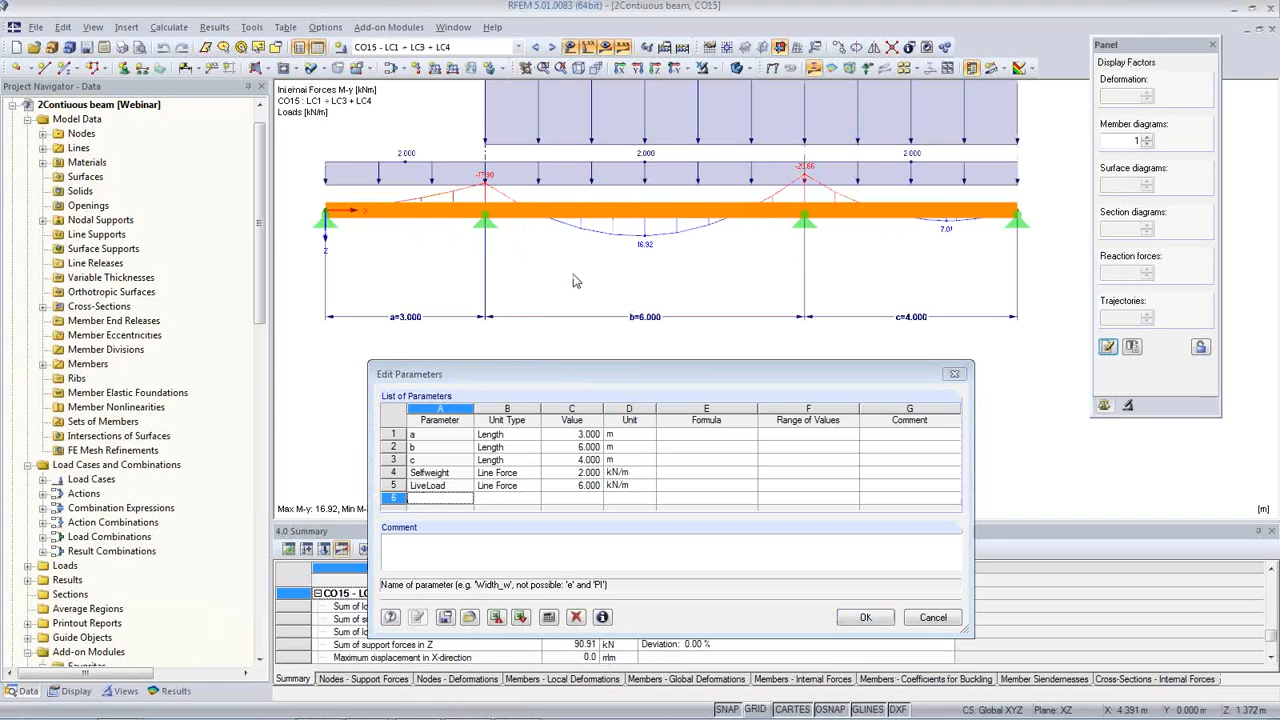 RFEM 5.01.0083 (64bit) - [2Contiuous beam, CO15]
File Edit View Insert Calculate Results Tools Table Options Add-on Modules Window Help
CO15 - LC1 + LC3 + LC4
Project Navigator - Data
2Contiuous beam [Webinar]
Model Data
Nodes
Lines
Materials
Surfaces
Solids
Openings
Nodal Supports
Line Supports
Surface Supports
Line Releases
Variable Thicknesses
Orthotropic Surfaces
Cross-Sections
Member End Releases
Member Eccentricities
Member Divisions
Members
Ribs
Member Elastic Foundations
Member Nonlinearities
Sets of Members
Intersections of Surfaces
FE Mesh Refinements
Load Cases and Combinations
Load Cases
Actions
Combination Expressions
Action Combinations
Load Combinations
Result Combinations
Loads
Results
Sections
Average Regions
Printout Reports
Guide Objects
Add-on Modules
Favorites
Data Display Views Results
Internal Forces M-y [kNm]
CO15 : LC1 + LC3 + LC4
Loads [kN/m]
2.000 2.000 2.000
16.92
7.01
Z
a=3.000 b=6.000 c=4.000
Max M-y: 16.92, Min M-
[m]
Panel
Display Factors
Deformation:
Member diagrams:
1
Surface diagrams:
Section diagrams:
Reaction forces:
Trajectories:
Edit Parameters
List of Parameters
A B C D E F G
Parameter Unit Type Value Unit Formula Range of Values Comment
1 a Length 3.000 m
2 b Length 6.000 m
3 c Length 4.000 m
4 Selfweight Line Force 2.000 kN/m
5 LiveLoad Line Force 6.000 kN/m
6
Comment
Name of parameter (e.g. 'Width_w', not possible: 'e' and 'PI')
OK Cancel
4.0 Summary
CO15 - LC
Sum of lo
Sum of s
Sum of lo
Sum of support forces in Z 90.91 kN Deviation: 0.00 %
Maximum displacement in X-direction 0.0 mm
Summary Nodes - Support Forces Nodes - Deformations Members - Local Deformations Members - Global Deformations Members - Internal Forces Members - Coefficients for Buckling Member Slendernesses Cross-Sections - Internal Forces
SNAP GRID CARTES OSNAP GLINES DXF CS: Global XYZ Plane: XZ X: 4.391 m Y: 0.000 m Z: 1.372 m